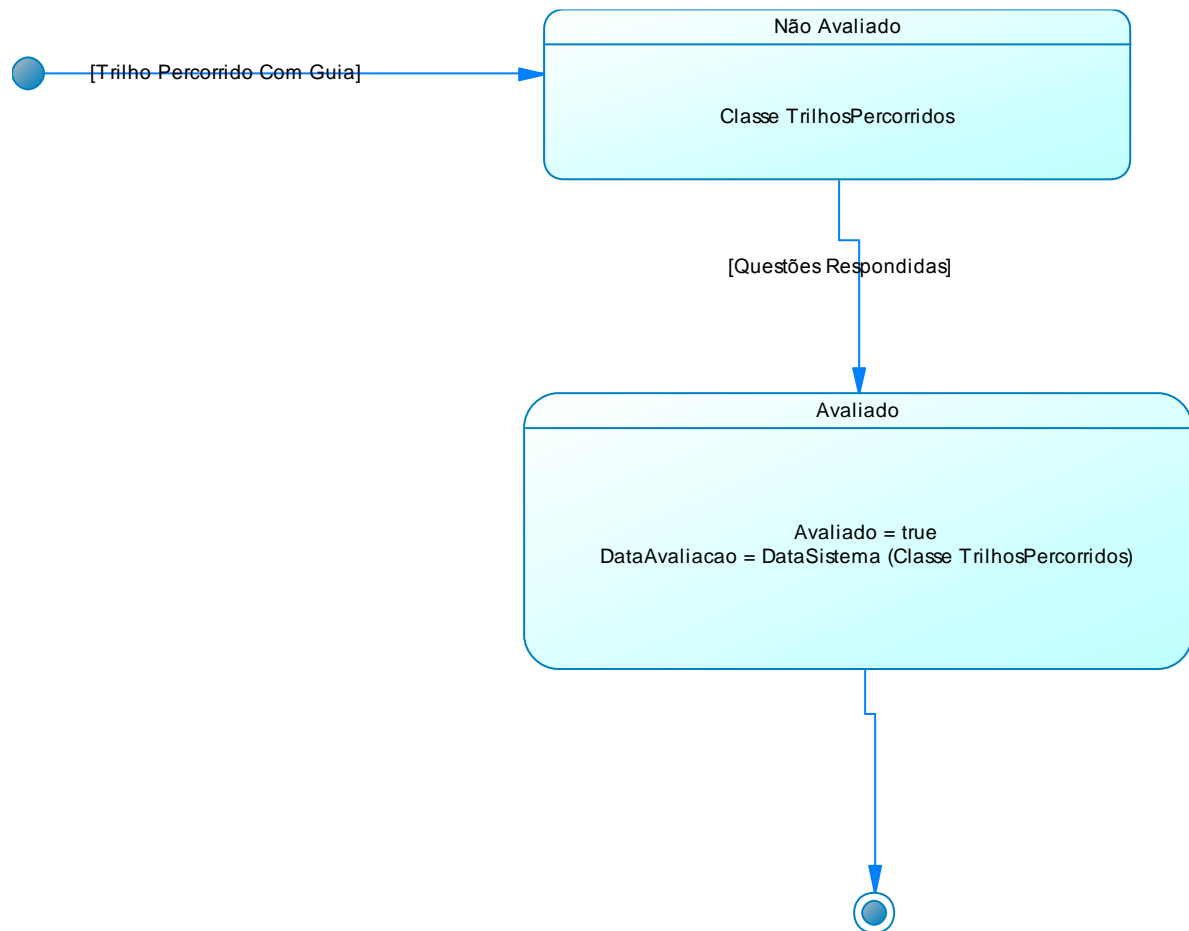 Não Avaliado
[Trilho Percorrido Com Guia]
Classe TrilhosPercorridos
[Questões Respondidas]
Avaliado
Avaliado = true
DataAvaliacao = DataSistema (Classe TrilhosPercorridos)